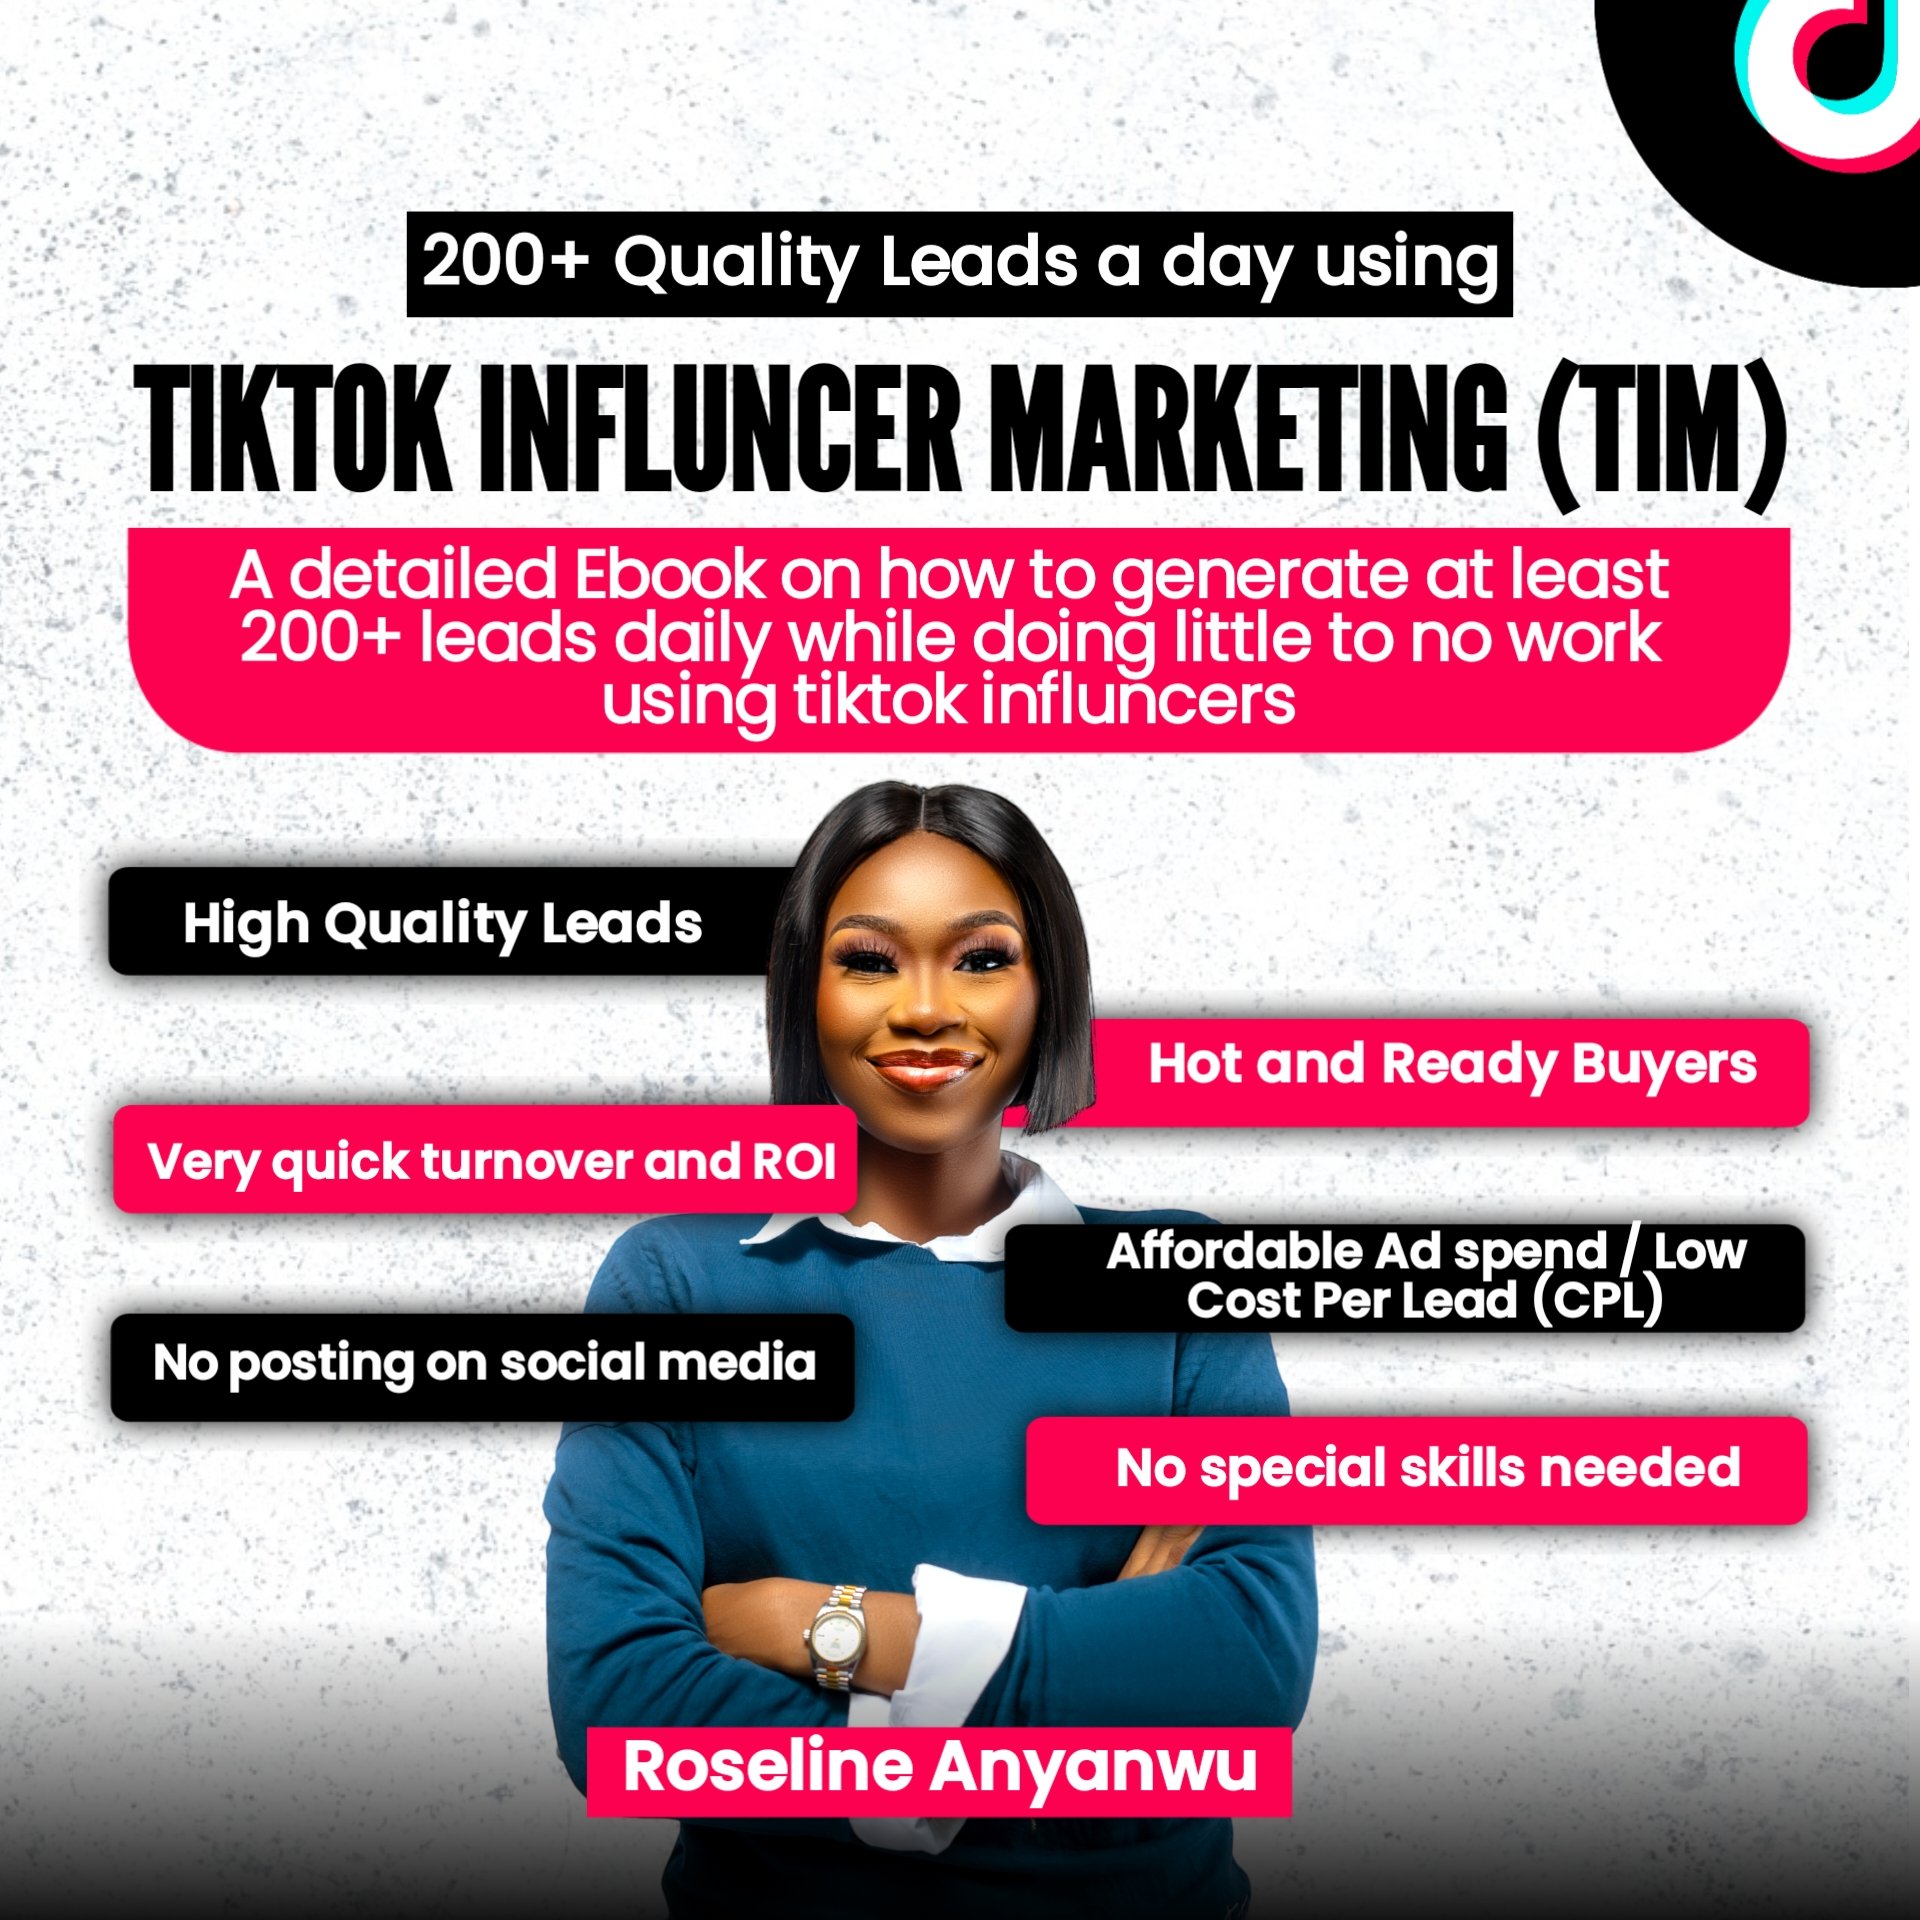 200+ Quality Leads a day using
TIKTOK INFLUNCER MARKETING (TIM)
A detailed Ebook on how to generate at least
200+ leads daily while doing little to no work
using tiktok influncers
High Quality Leads
Hot and Ready Buyers
Very quick turnover and ROI
Affordable Ad spend / Low
Cost Per Lead (CPL)
No posting on social media
No special skills needed
Roseline Anyanwu